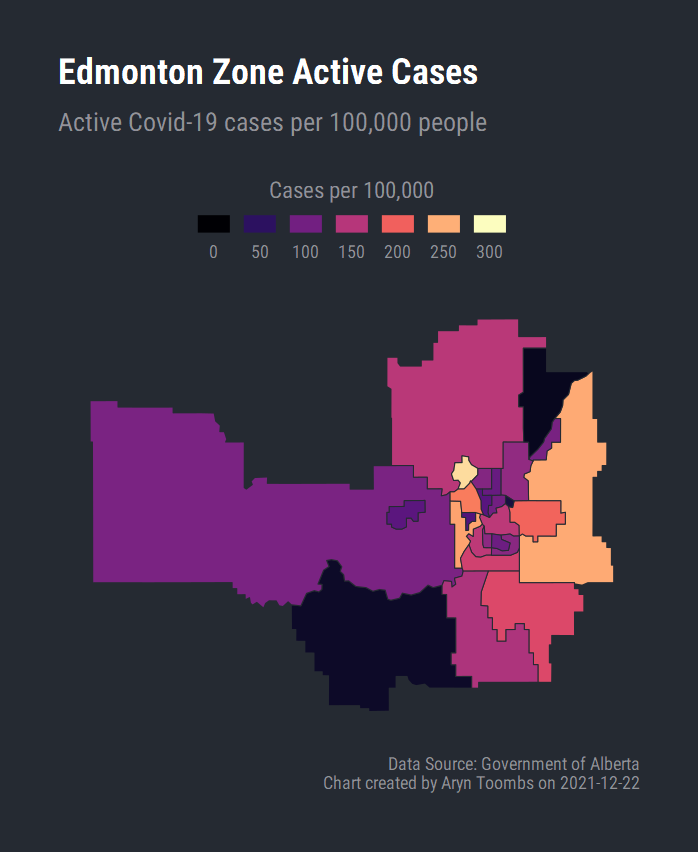 Edmonton Zone Active Cases
Active Covid-19 cases per 100,000 people
Cases per 100,000
0 50 100 150 200 250 300
Data Source: Government of Alberta
Chart created by Aryn Toombs on 2021-12-22